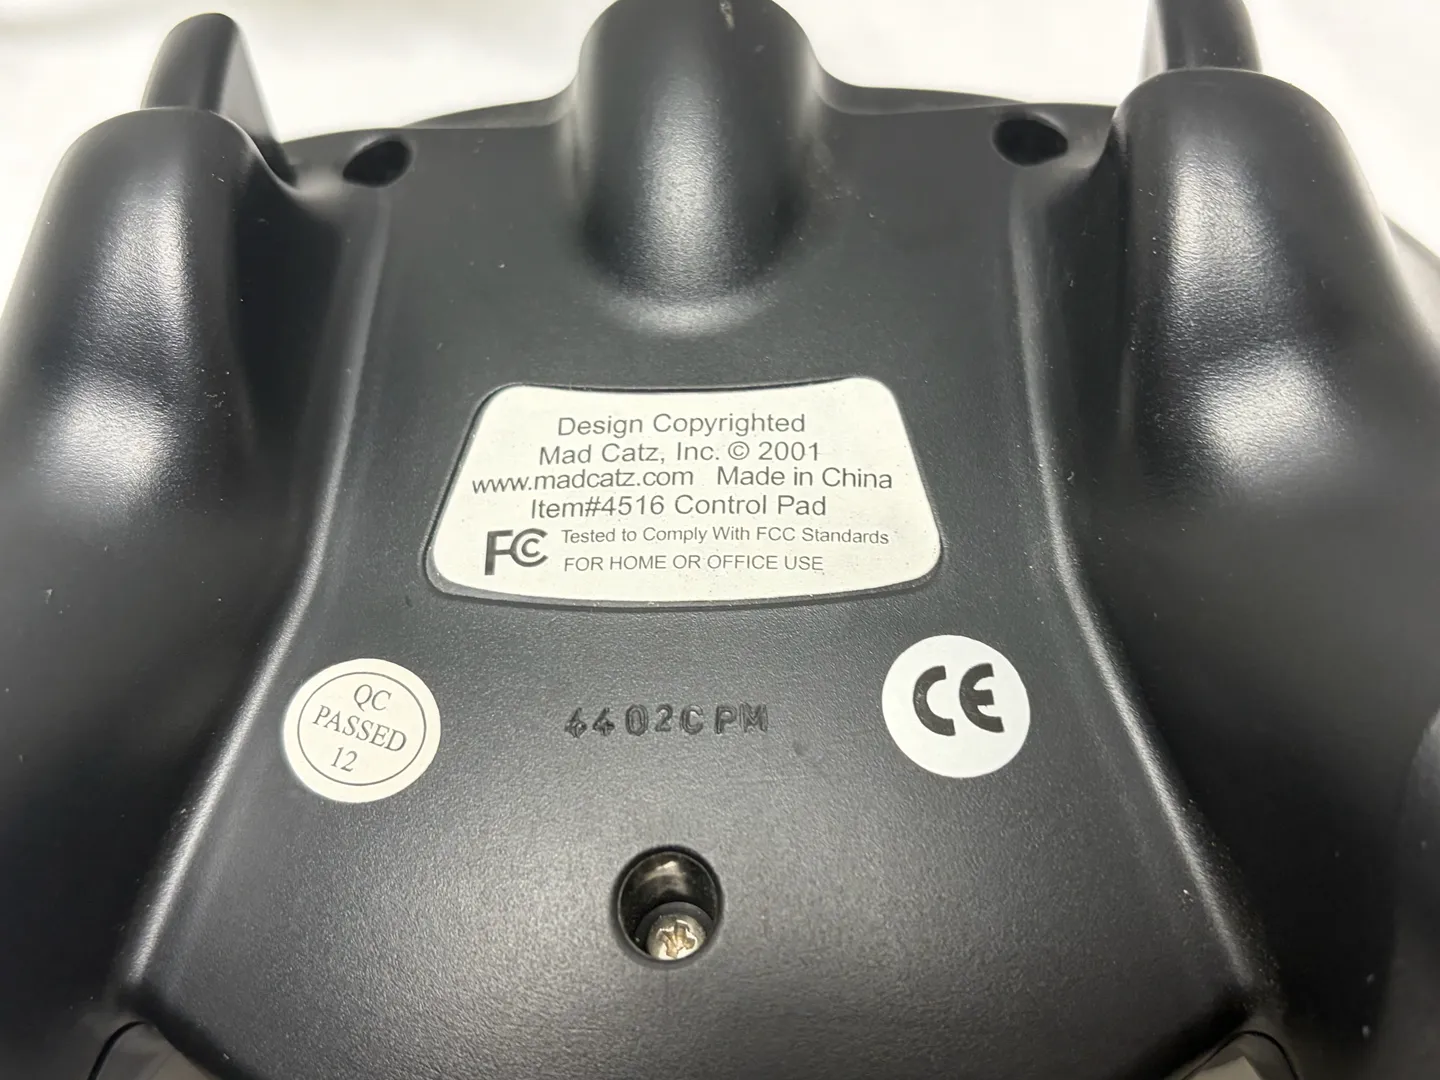 Design Copyrighted
Mad Catz, Inc. © 2001
www.madcatz.com Made in China
Item#4516 Control Pad
FCC Tested to Comply With FCC Standards
FOR HOME OR OFFICE USE
QC
PASSED
12
4402CPM
CE